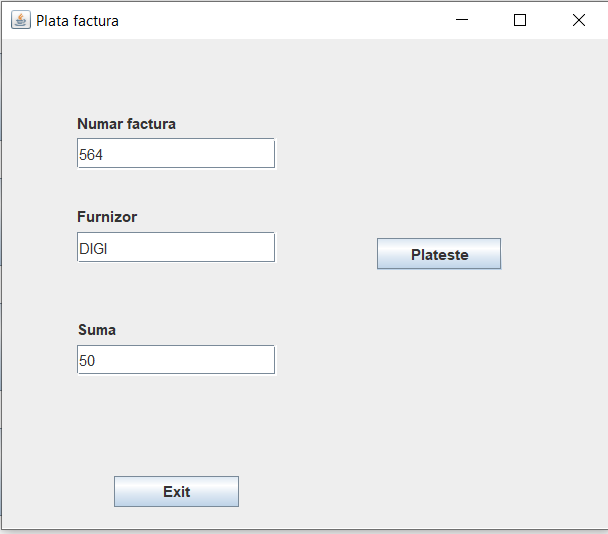 Plata factura
Numar factura
564
Furnizor
DIGI
Plateste
Suma
50
Exit